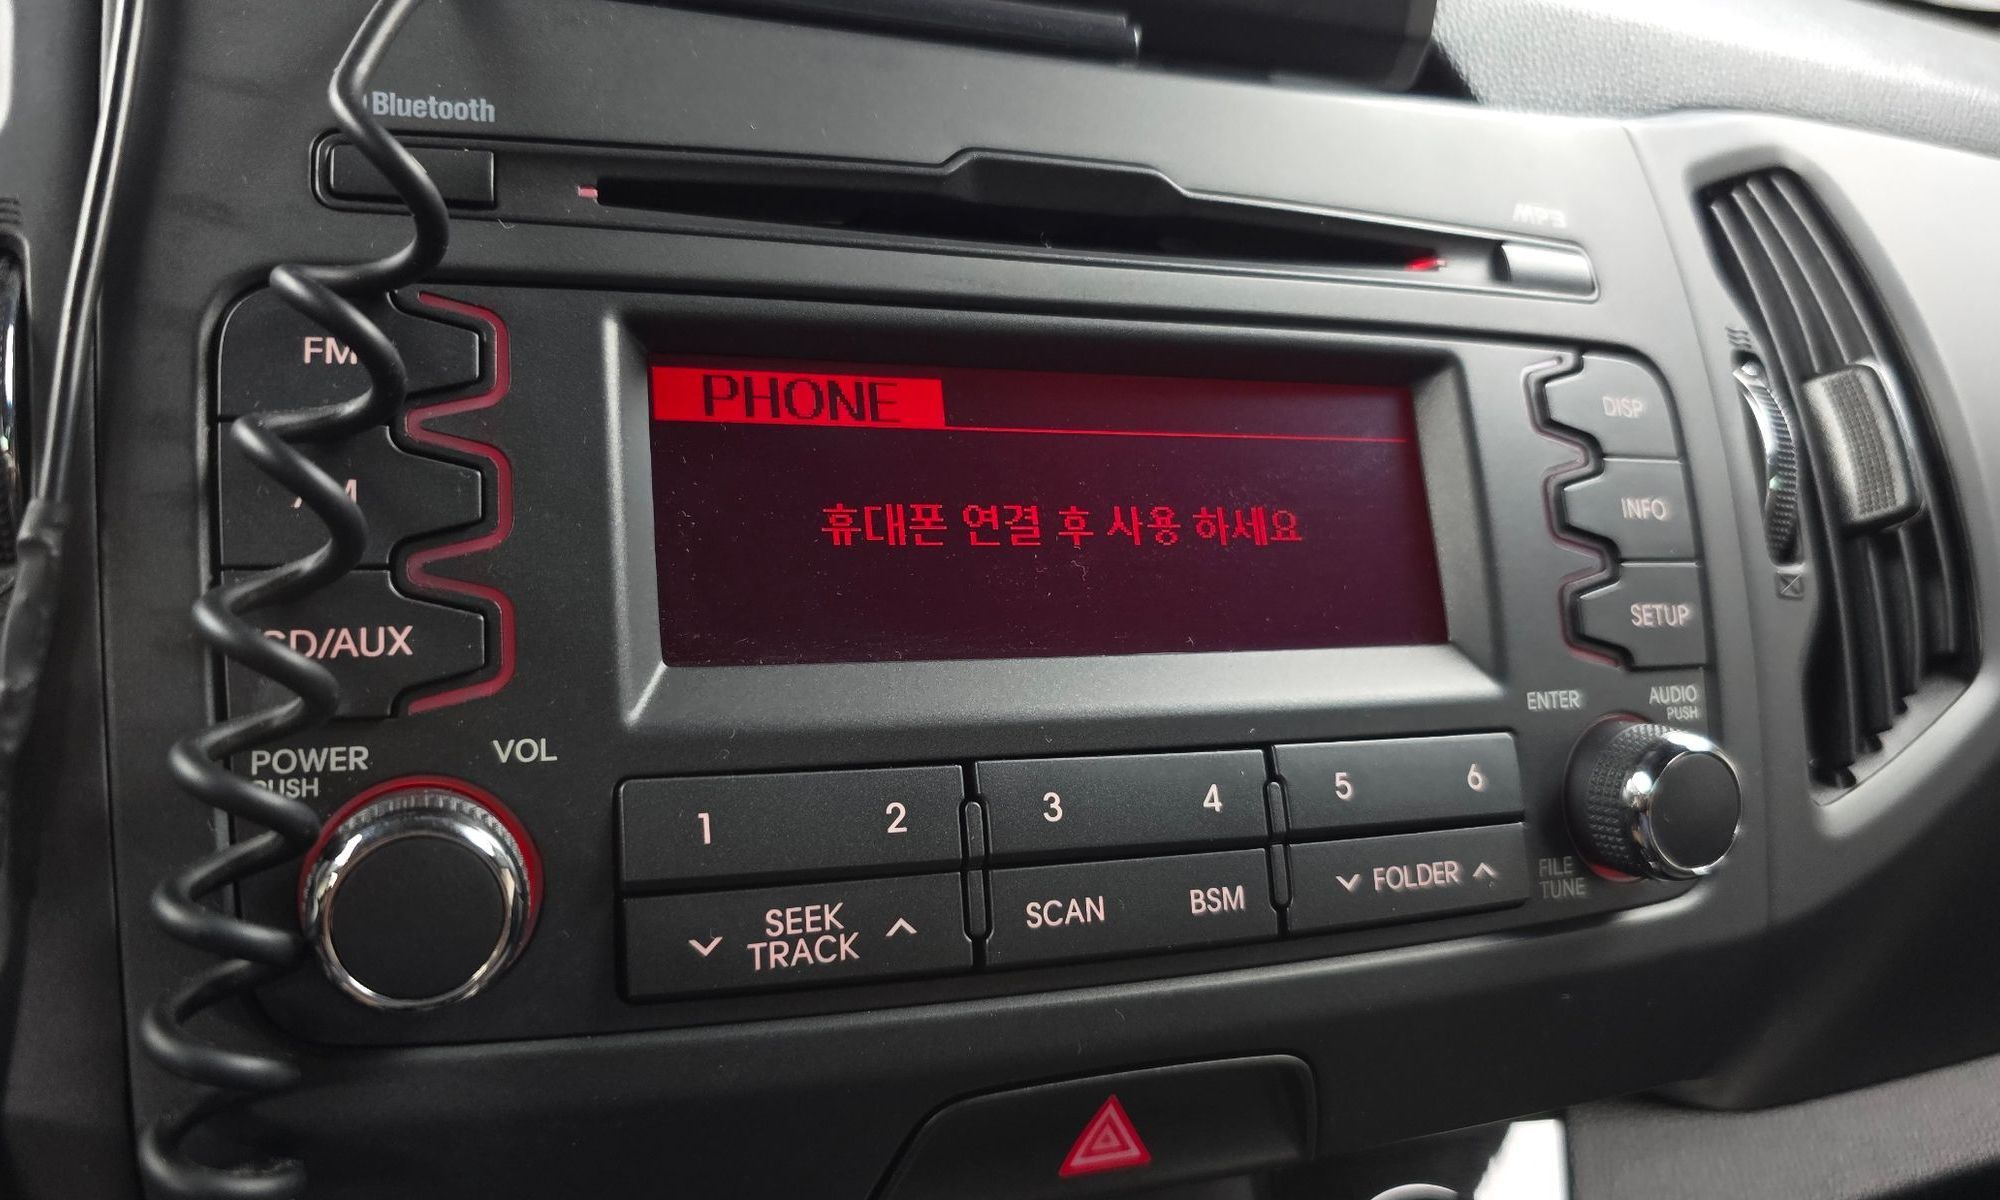 Bluetooth
MP3
FM
PHONE
DISP
INFO
휴대폰 연결 후 사용 하세요
SETUP
POWER
VOL
ENTER
AUDIO
PUSH
1 2 3 4 5 6
SEEK
TRACK
SCAN BSM
FOLDER
FILE
TUNE